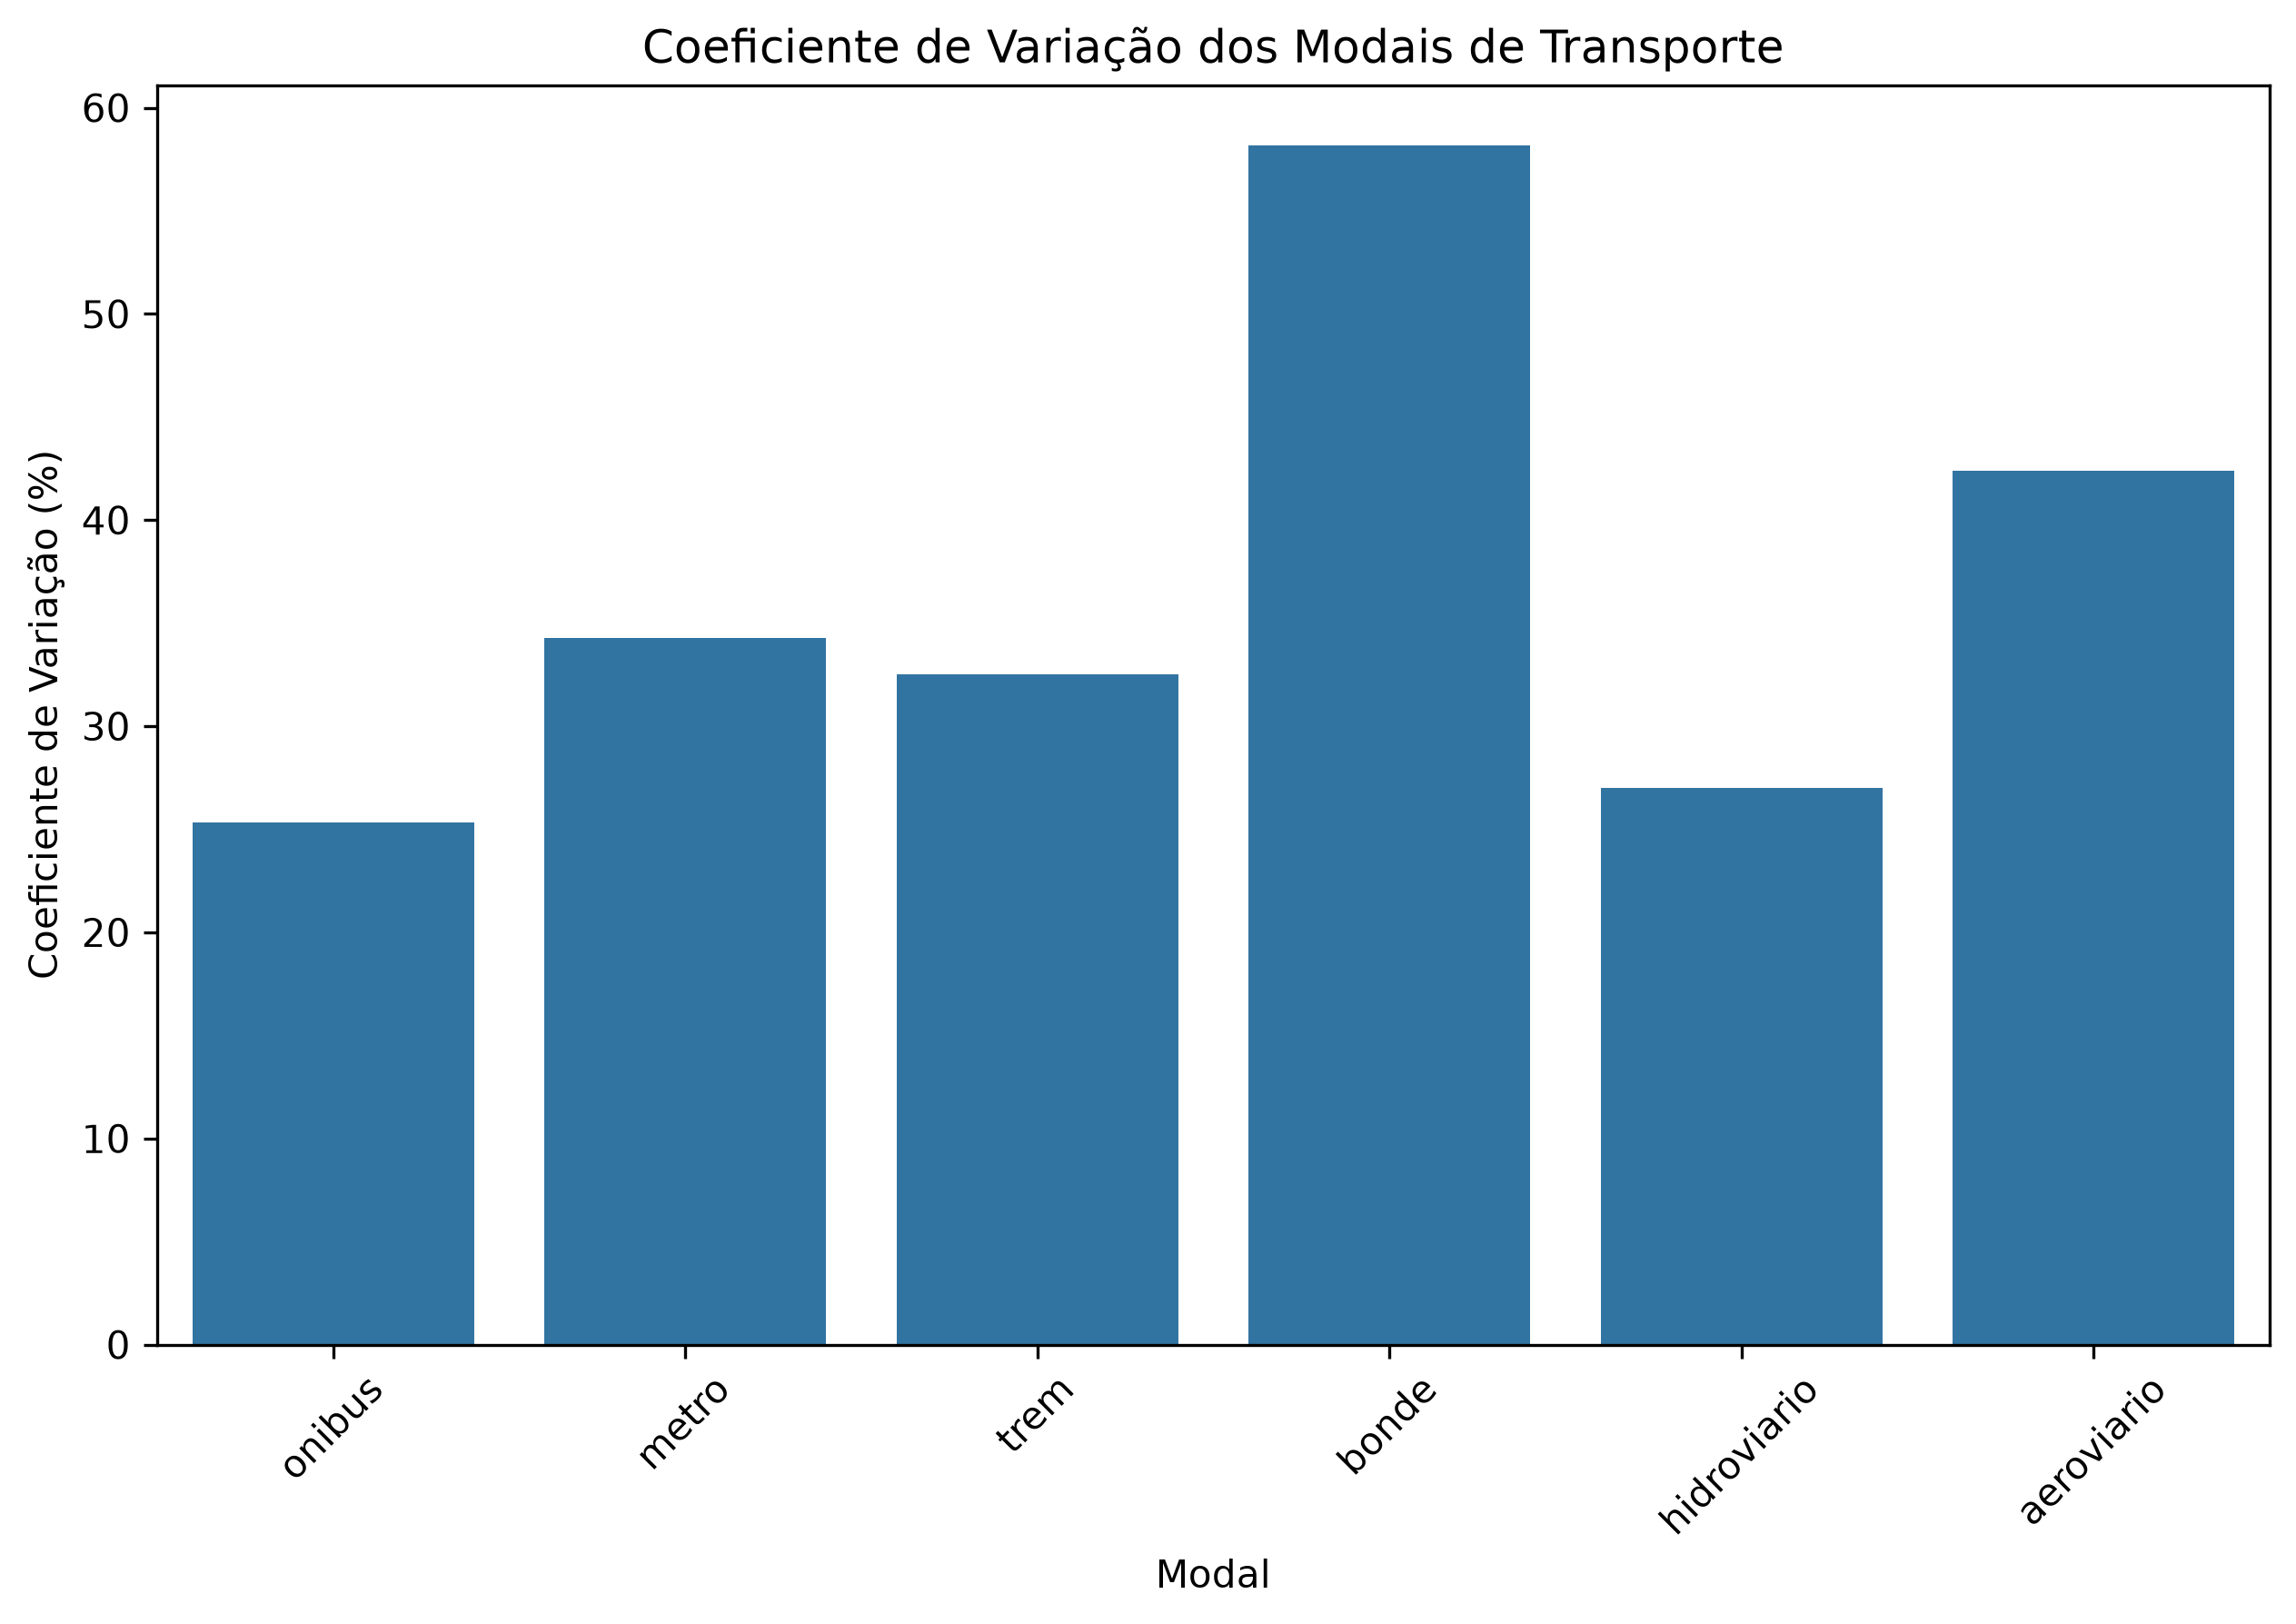 Coeficiente de Variação dos Modais de Transporte
Coeficiente de Variação (%)
60
50
40
30
20
10
0
onibus
metro
trem
bonde
hidroviario
aeroviario
Modal